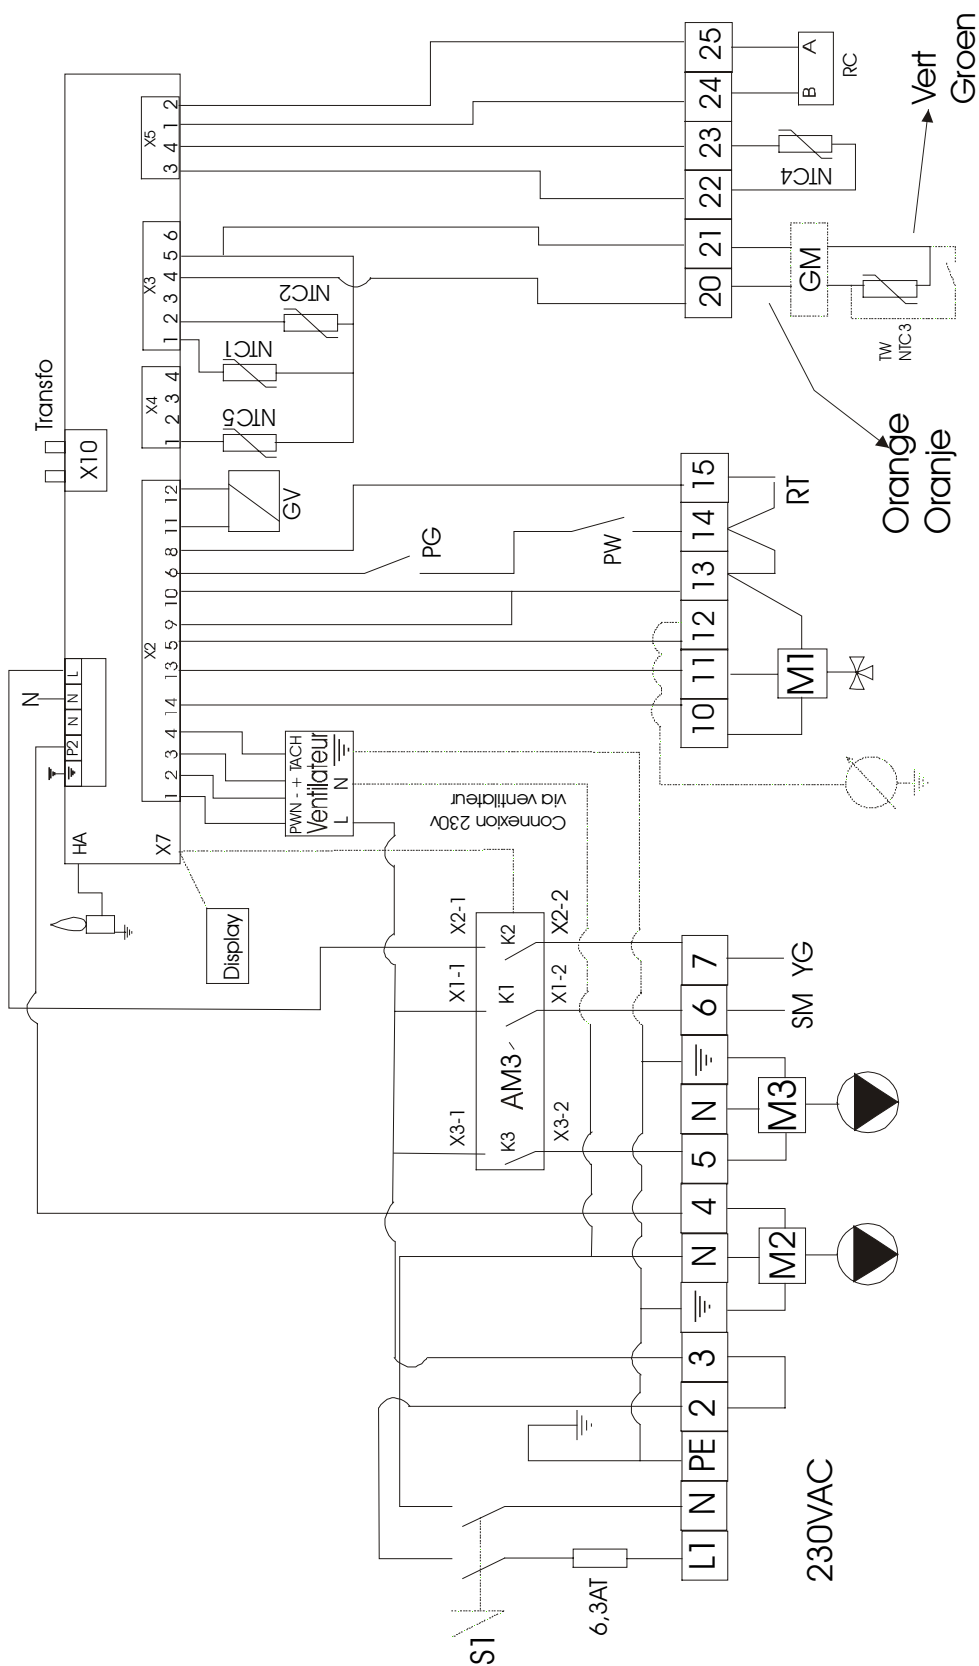 Transfo
X10
HA
X7
P2 N N L
N
X2
1 2 3 4 14 13 5 9 10 6 8 11 12
X4
1 2 3 4
X3
1 2 3 4 5 6
X5
3 4 1 2
Display
PWN - + TACH
Ventilateur
L N
Connexion 230v
via ventilateur
GV
PG
PW
NTC5
NTC1
NTC2
X3-1
X1-1
X2-1
K3
K1
K2
AM3
X3-2
X1-2
X2-2
S1
6,3AT
L1 N PE 2 3 N 4 5 N 6 7
10 11 12 13 14 15
20 21 22 23 24 25
230VAC
M2
M3
SM YG
M1
RT
GM
TW
NTC3
NTC4
B A
RC
Orange
Oranje
Vert
Groen